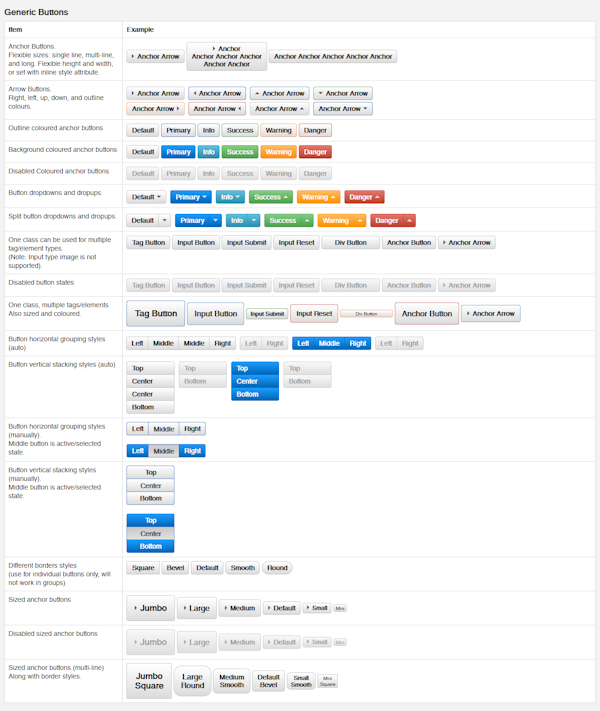 Generic Buttons
Item Example
Anchor Buttons.
Flexible sizes: single line, multi-line,
and long. Flexible height and width,
or set with inline style attribute.
Anchor Arrow
Anchor
Anchor Anchor Anchor
Anchor Anchor
Anchor Anchor Anchor Anchor Anchor
Arrow Buttons
Right, left, up, down, and outline
colours.
Anchor Arrow Anchor Arrow Anchor Arrow Anchor Arrow
Anchor Arrow Anchor Arrow Anchor Arrow Anchor Arrow
Outline coloured anchor buttons
Default Primary Info Success Warning Danger
Background coloured anchor buttons
Default Primary Info Success Warning Danger
Disabled Coloured anchor buttons
Default Primary Info Success Warning Danger
Button dropdowns and dropups.
Default Primary Info Success Warning Danger
Split button dropdowns and dropups.
Default Primary Info Success Warning Danger
One class can be used for multiple
tag/element types.
(Note: Input type image is not
supported).
Tag Button Input Button Input Submit Input Reset Div Button Anchor Button Anchor Arrow
Disabled button states
Tag Button Input Button Input Submit Input Reset Div Button Anchor Button Anchor Arrow
One class, multiple tags/elements
Also sized and coloured.
Tag Button Input Button Input Submit Input Reset Div Button Anchor Button Anchor Arrow
Button horizontal grouping styles
(auto)
Left Middle Middle Right Left Right Left Middle Right Left Right
Button vertical stacking styles (auto)
Top Top Top Top
Center Bottom Center Bottom
Center Bottom
Bottom
Button horizontal grouping styles
(manually).
Middle button is active/selected
state.
Left Middle Right
Left Middle Right
Button vertical stacking styles
(manually).
Middle button is active/selected
state.
Top
Center
Bottom
Top
Center
Bottom
Different borders styles
(use for individual buttons only, will
not work in groups)
Square Bevel Default Smooth Round
Sized anchor buttons
Jumbo Large Medium Default Small Mini
Disabled sized anchor buttons
Jumbo Large Medium Default Small Mini
Sized anchor buttons (multi-line)
Along with border styles.
Jumbo
Square
Large
Round
Medium
Smooth
Default
Bevel
Small
Smooth
Mini
Square